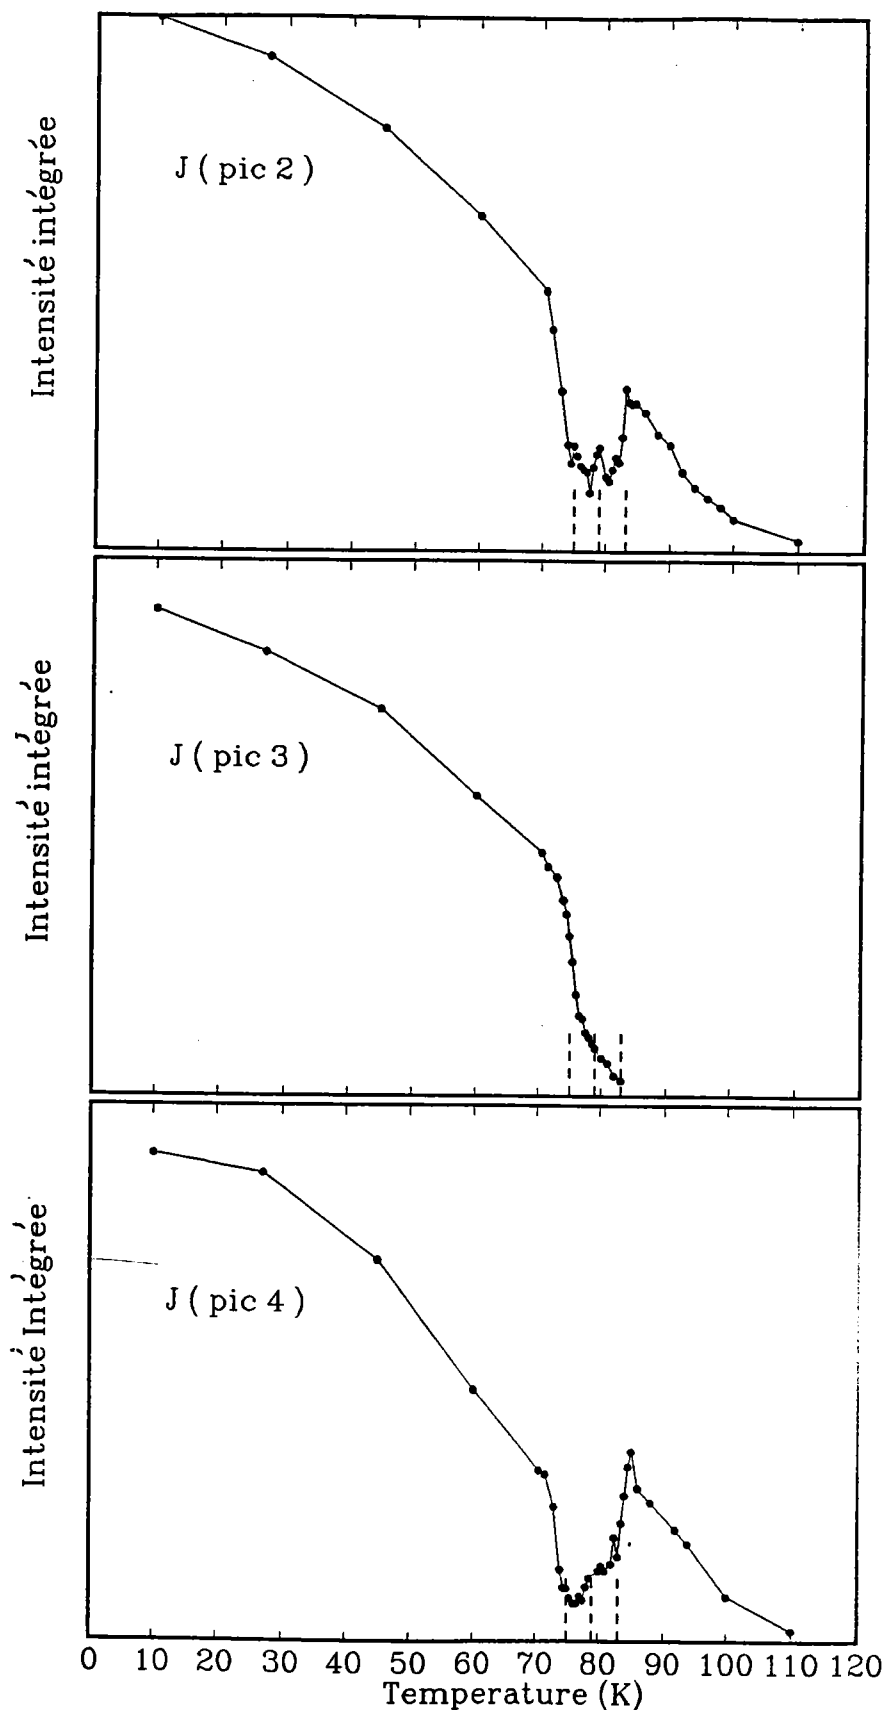 Intensité intégrée
J ( pic 2 )
Intensité intégrée
J ( pic 3 )
Intensité Intégrée
J ( pic 4 )
0 10 20 30 40 50 60 70 80 90 100 110 120
Temperature (K)